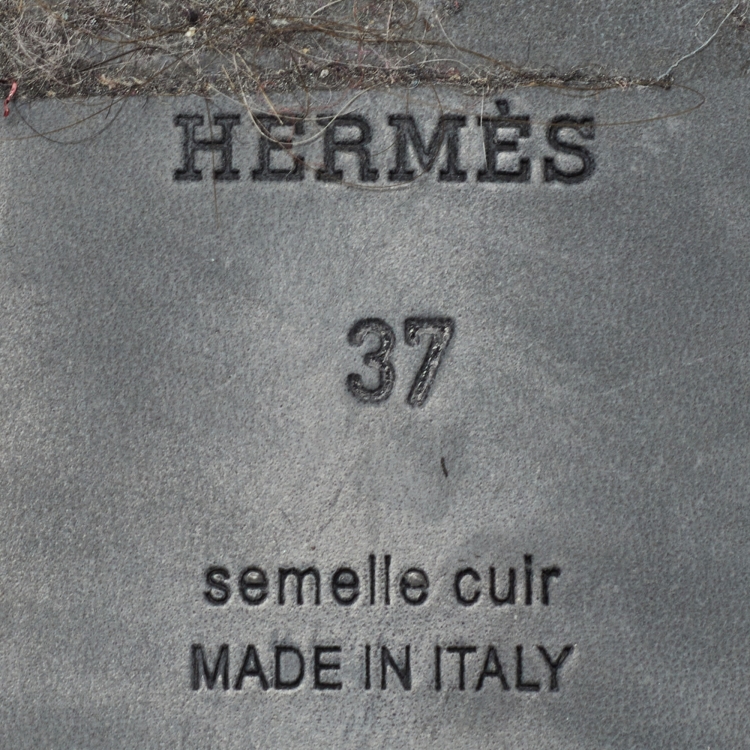 HERMÈS
37
semelle cuir
MADE IN ITALY